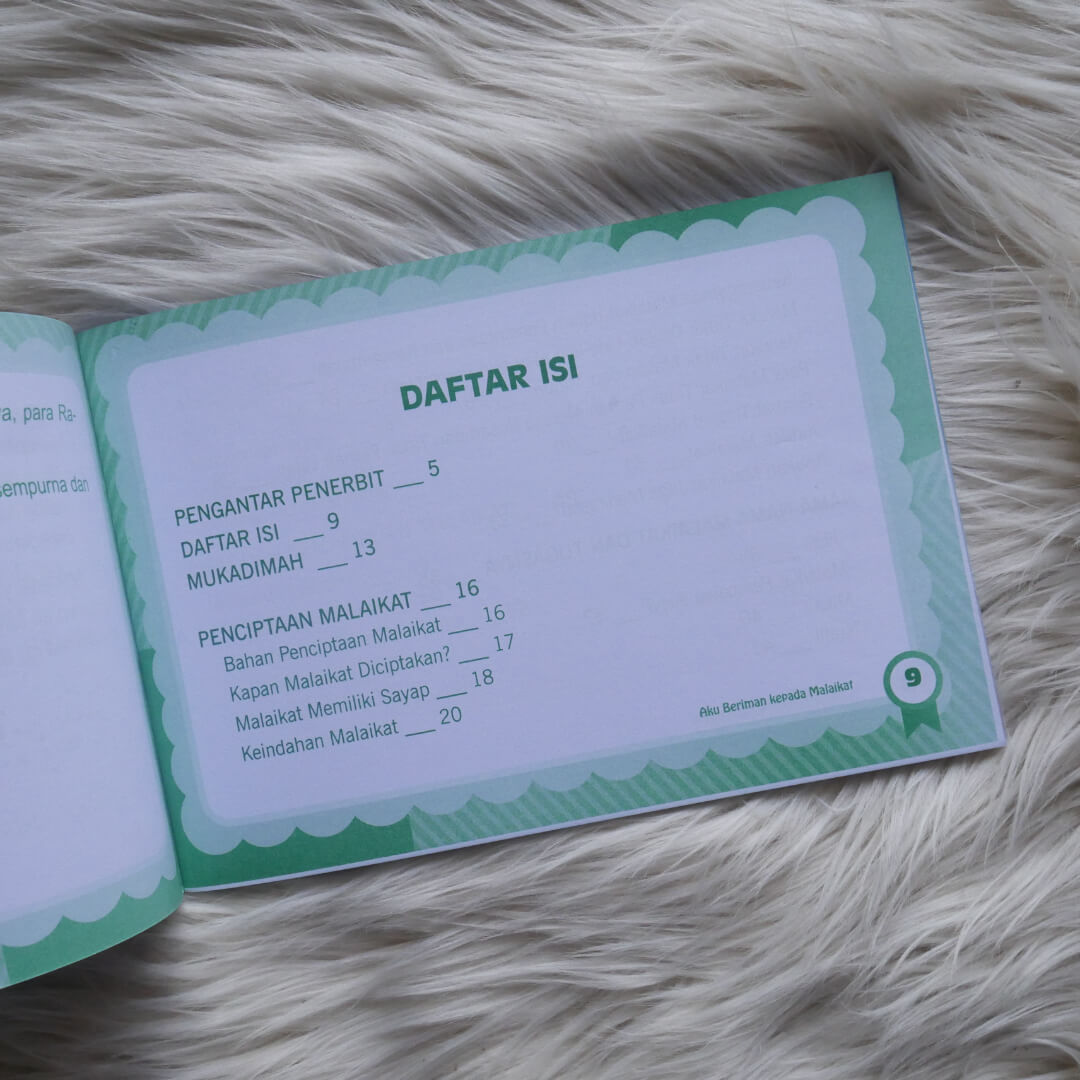 a, para Ra-
sempurna dan
DAFTAR ISI
PENGANTAR PENERBIT ___ 5
DAFTAR ISI ___ 9
MUKADIMAH ___ 13
PENCIPTAAN MALAIKAT ___ 16
Bahan Penciptaan Malaikat ___ 16
Kapan Malaikat Diciptakan? ___ 17
Malaikat Memiliki Sayap ___ 18
Keindahan Malaikat ___ 20
Aku Beriman kepada Malaikat
9